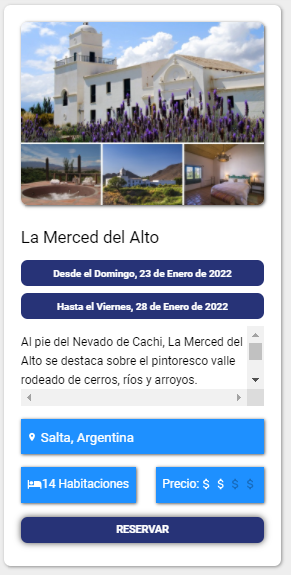 La Merced del Alto
Desde el Domingo, 23 de Enero de 2022
Hasta el Viernes, 28 de Enero de 2022
Al pie del Nevado de Cachi, La Merced del
Alto se destaca sobre el pintoresco valle
rodeado de cerros, ríos y arroyos.
Salta, Argentina
14 Habitaciones
Precio: $ $ $ $
RESERVAR